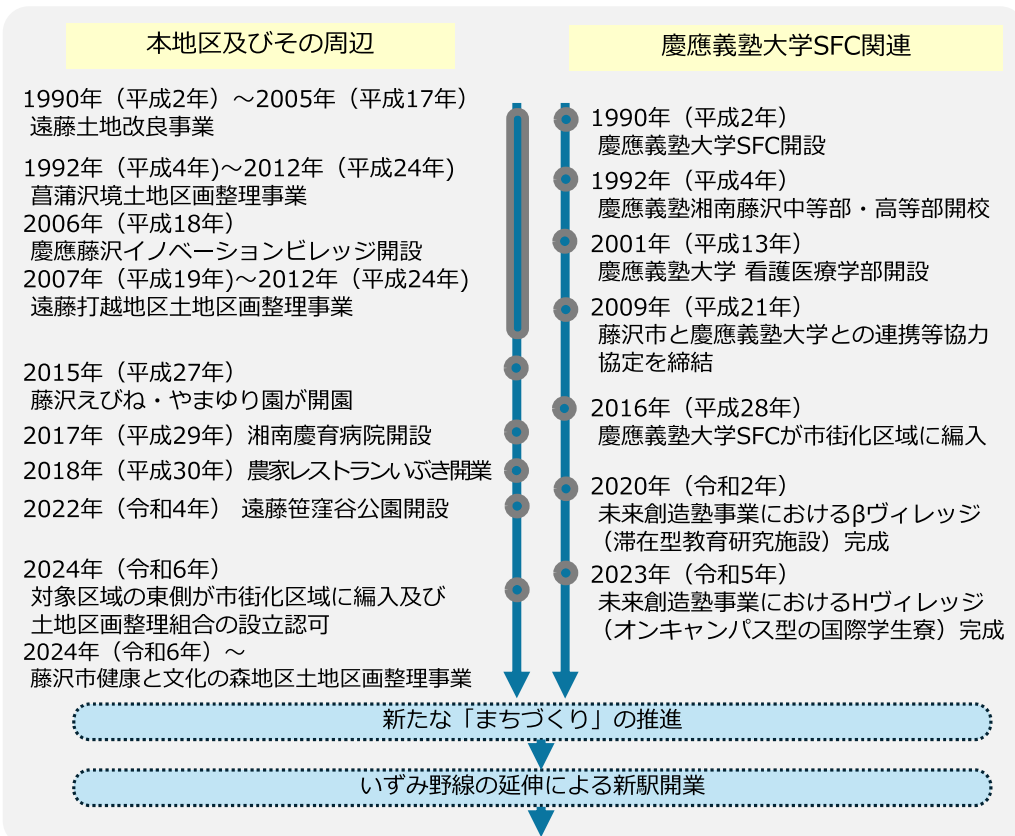 本地区及びその周辺
1990年（平成2年）～2005年（平成17年）
遠藤土地改良事業
1992年（平成4年)～2012年（平成24年)
菖蒲沢境土地区画整理事業
2006年（平成18年）
慶應藤沢イノベーションビレッジ開設
2007年（平成19年)～2012年（平成24年)
遠藤打越地区土地区画整理事業
2015年（平成27年）
藤沢えびね・やまゆり園が開園
2017年（平成29年）湘南慶育病院開設
2018年（平成30年）農家レストランいぶき開業
2022年（令和4年） 遠藤笹窪谷公園開設
2024年（令和6年）
対象区域の東側が市街化区域に編入及び
土地区画整理組合の設立認可
2024年（令和6年）～
藤沢市健康と文化の森地区土地区画整理事業
慶應義塾大学SFC関連
1990年（平成2年）
慶應義塾大学SFC開設
1992年（平成4年）
慶應義塾湘南藤沢中等部・高等部開校
2001年（平成13年）
慶應義塾大学 看護医療学部開設
2009年（平成21年）
藤沢市と慶應義塾大学との連携等協力
協定を締結
2016年（平成28年）
慶應義塾大学SFCが市街化区域に編入
2020年（令和2年）
未来創造塾事業におけるβヴィレッジ
（滞在型教育研究施設）完成
2023年（令和5年）
未来創造塾事業におけるHヴィレッジ
（オンキャンパス型の国際学生寮）完成
新たな「まちづくり」の推進
いずみ野線の延伸による新駅開業